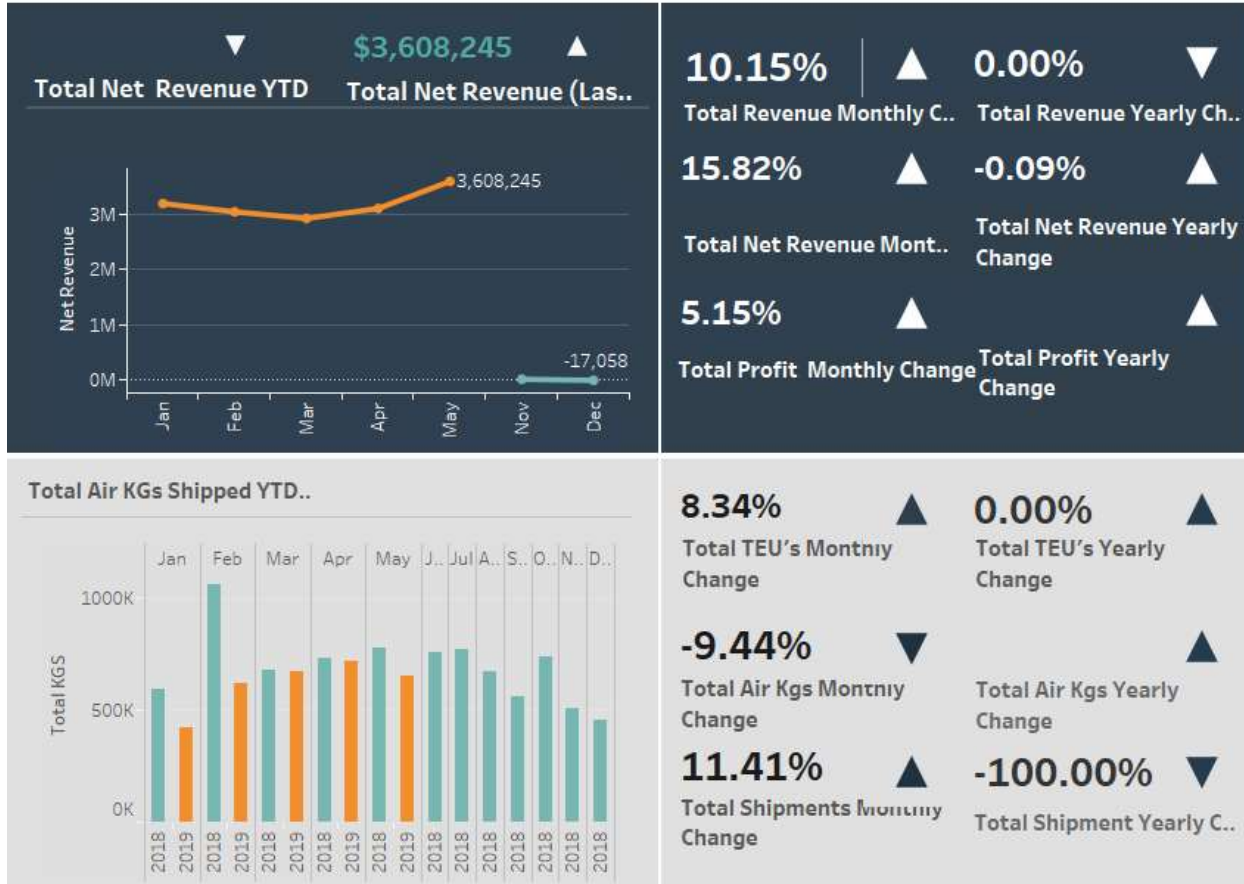 $3,608,245
Total Net Revenue YTD
Total Net Revenue (Las..
3,608,245
3M
2M
1M
0M
Net Revenue
-17,058
Jan
Feb
Mar
Apr
May
Nov
Dec
10.15%
Total Revenue Monthly C..
0.00%
Total Revenue Yearly Ch..
15.82%
Total Net Revenue Mont..
-0.09%
Total Net Revenue Yearly
Change
5.15%
Total Profit Monthly Change
Total Profit Yearly
Change
Total Air KGs Shipped YTD..
Jan
Feb
Mar
Apr
May
J..
Jul
A..
S..
O..
N..
D..
1000K
500K
0K
Total KGS
2018
2019
2018
2019
2018
2019
2018
2019
2018
2019
2018
2018
2018
2018
2018
2018
2018
8.34%
Total TEU's Monthly
Change
0.00%
Total TEU's Yearly
Change
-9.44%
Total Air Kgs Monthly
Change
Total Air Kgs Yearly
Change
11.41%
Total Shipments Monthly
Change
-100.00%
Total Shipment Yearly C..